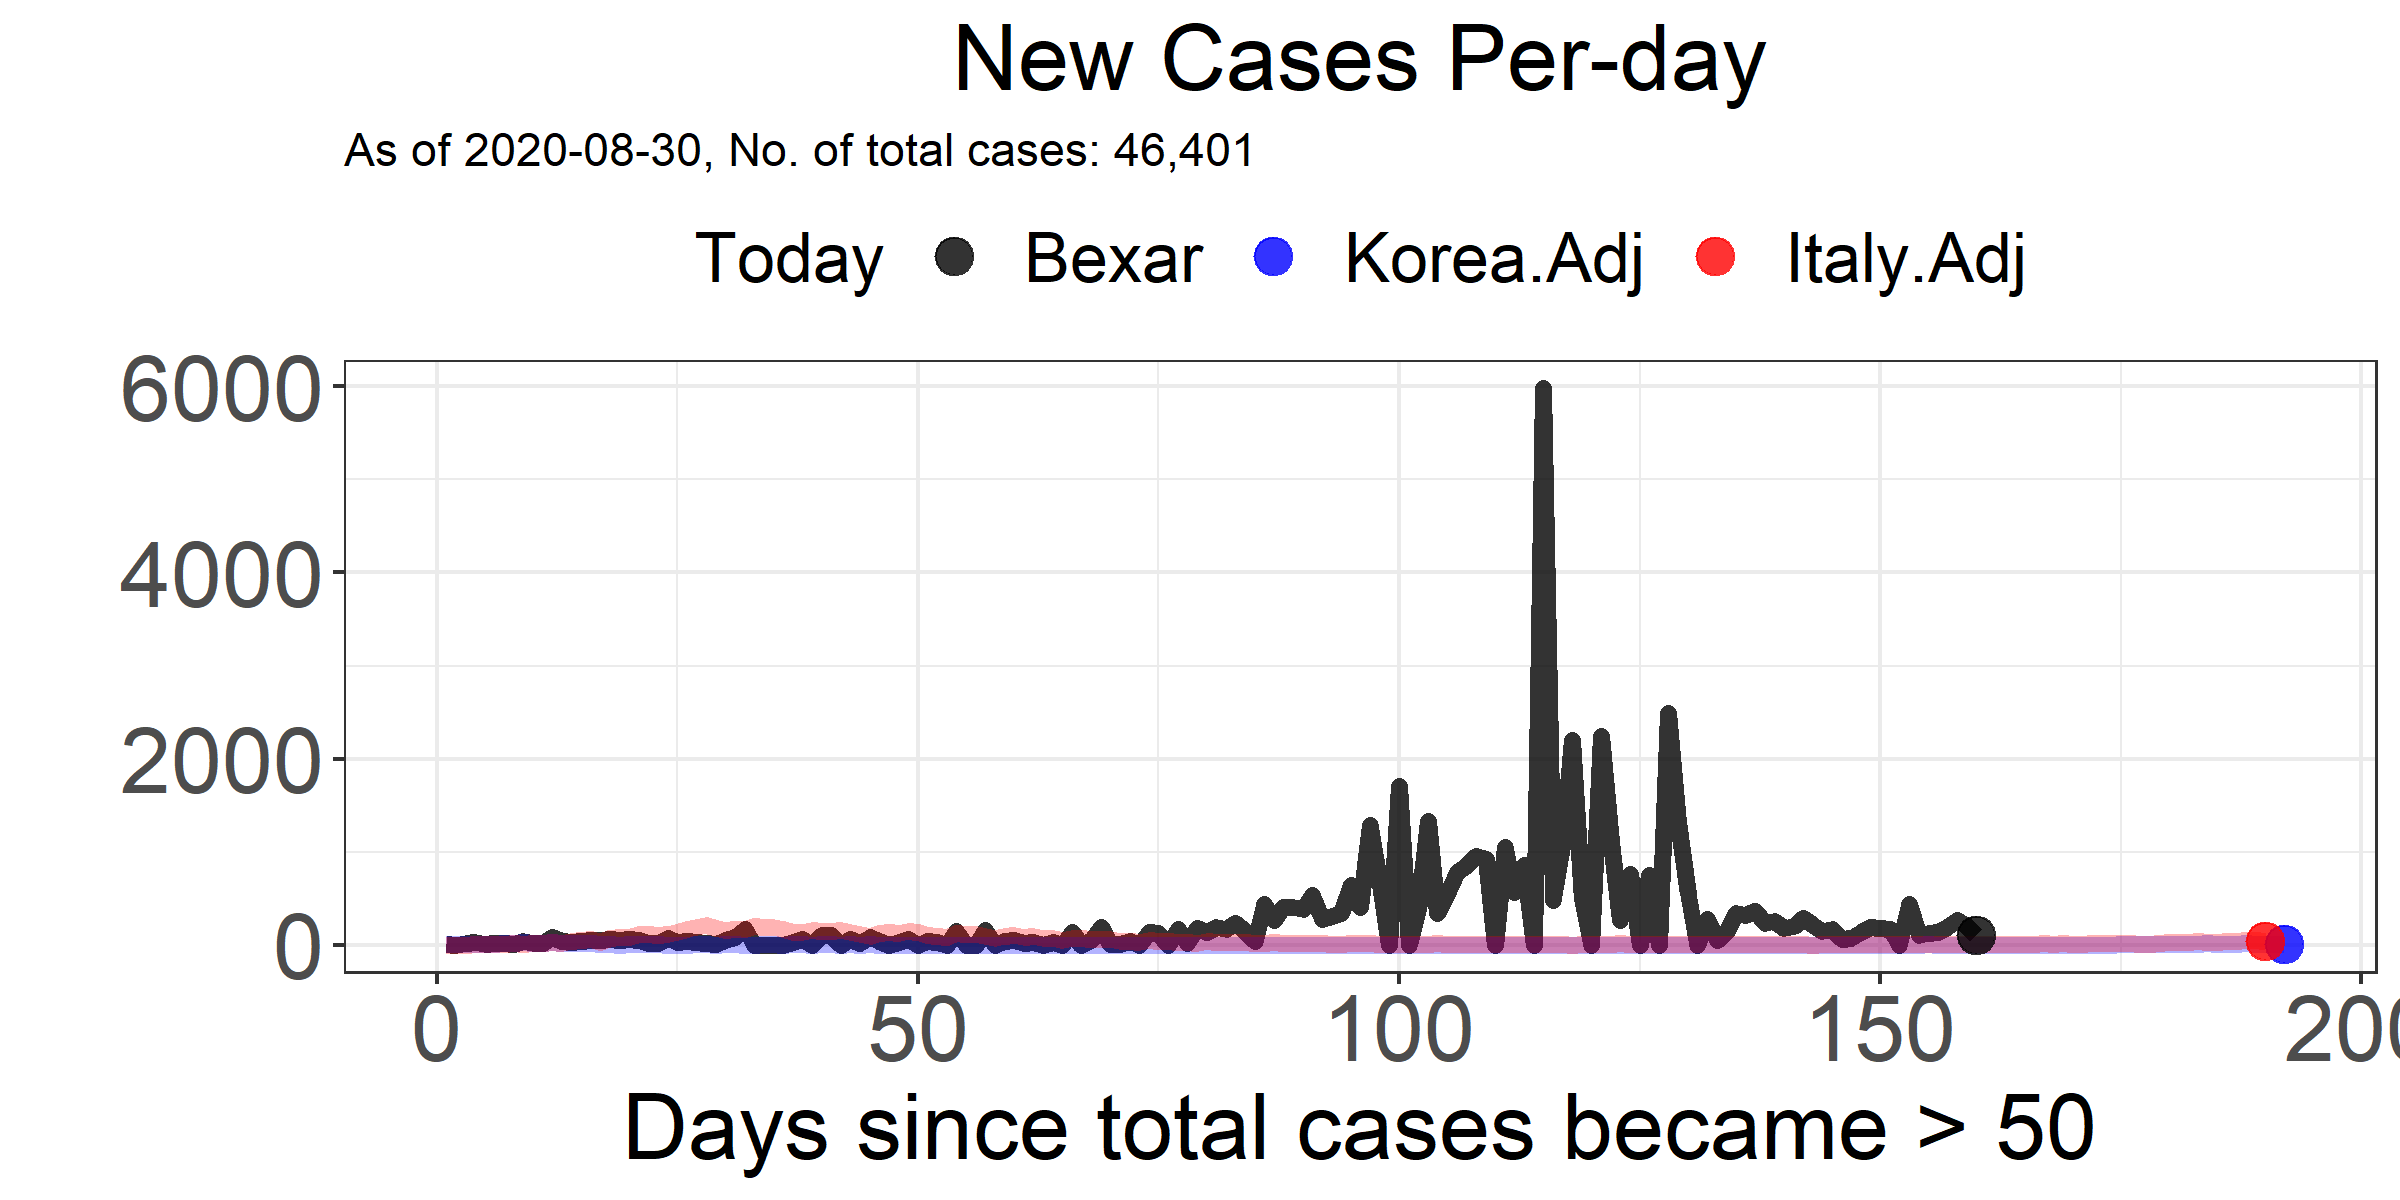 New Cases Per-day
As of 2020-08-30, No. of total cases: 46,401
Today Bexar Korea.Adj Italy.Adj
6000
4000
2000
0
0 50 100 150 200
Days since total cases became > 50